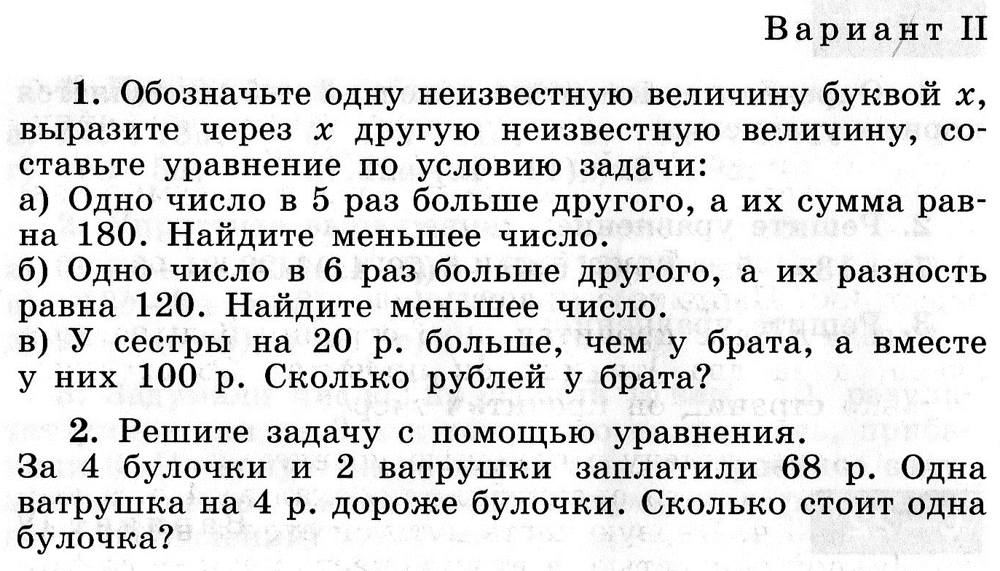 Вариант II
1. Обозначьте одну неизвестную величину буквой x,
выразите через x другую неизвестную величину, со-
ставьте уравнение по условию задачи:
а) Одно число в 5 раз больше другого, а их сумма рав-
на 180. Найдите меньшее число.
б) Одно число в 6 раз больше другого, а их разность
равна 120. Найдите меньшее число.
в) У сестры на 20 р. больше, чем у брата, а вместе
у них 100 р. Сколько рублей у брата?
2. Решите задачу с помощью уравнения.
За 4 булочки и 2 ватрушки заплатили 68 р. Одна
ватрушка на 4 р. дороже булочки. Сколько стоит одна
булочка?